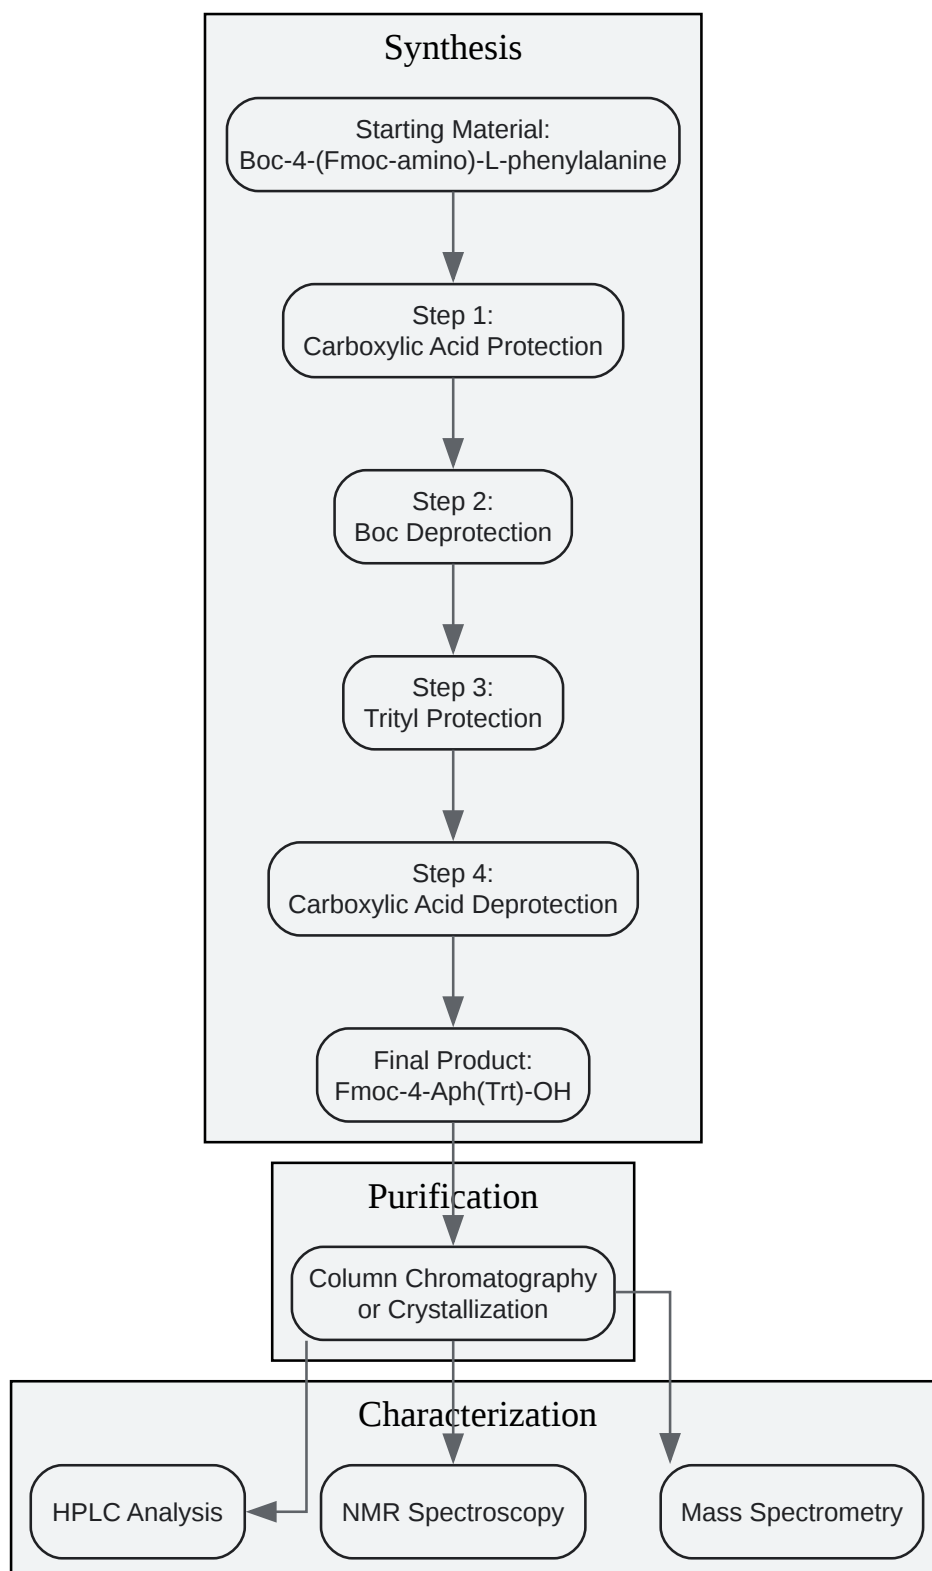 Synthesis
Starting Material:
Boc-4-(Fmoc-amino)-L-phenylalanine
Step 1:
Carboxylic Acid Protection
Step 2:
Boc Deprotection
Step 3:
Trityl Protection
Step 4:
Carboxylic Acid Deprotection
Final Product:
Fmoc-4-Aph(Trt)-OH
Purification
Column Chromatography
or Crystallization
Characterization
HPLC Analysis
NMR Spectroscopy
Mass Spectrometry